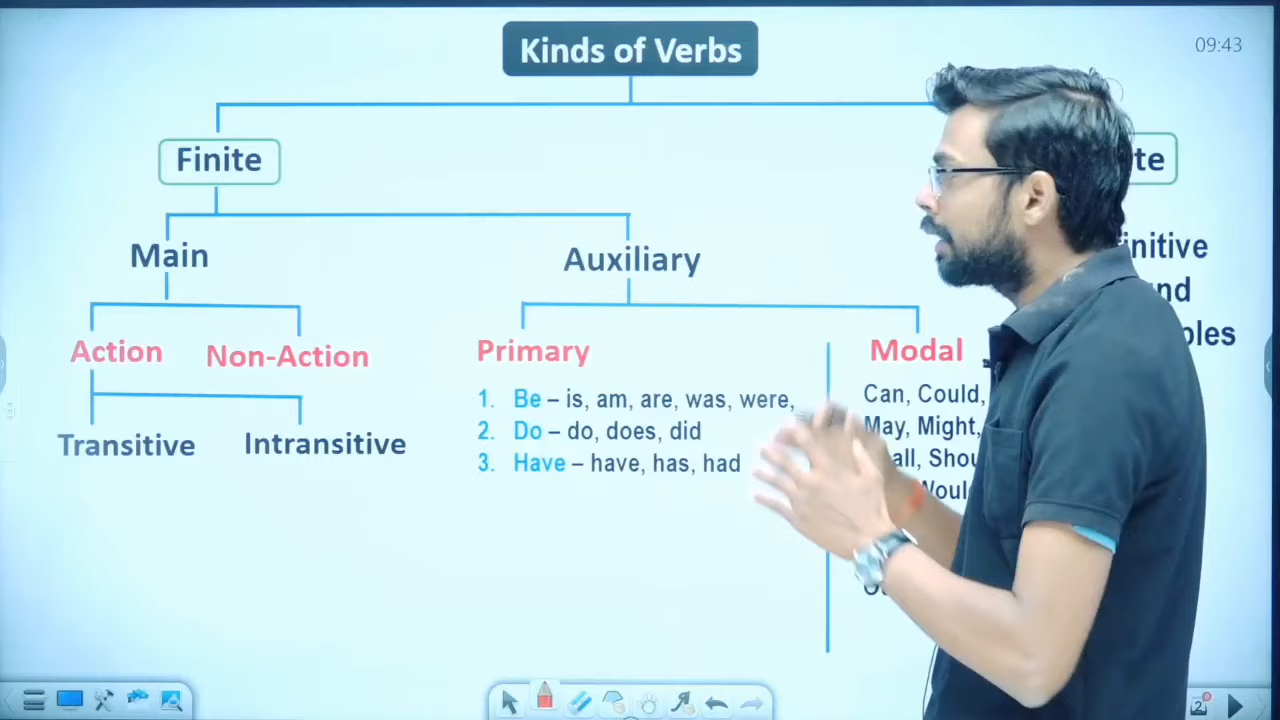 Kinds of Verbs
09:43
Finite
Main
Auxiliary
Action
Non-Action
Transitive
Intransitive
Primary
1. Be – is, am, are, was, were,
2. Do – do, does, did
3. Have – have, has, had
Modal
Can, Could,
May, Might,
2